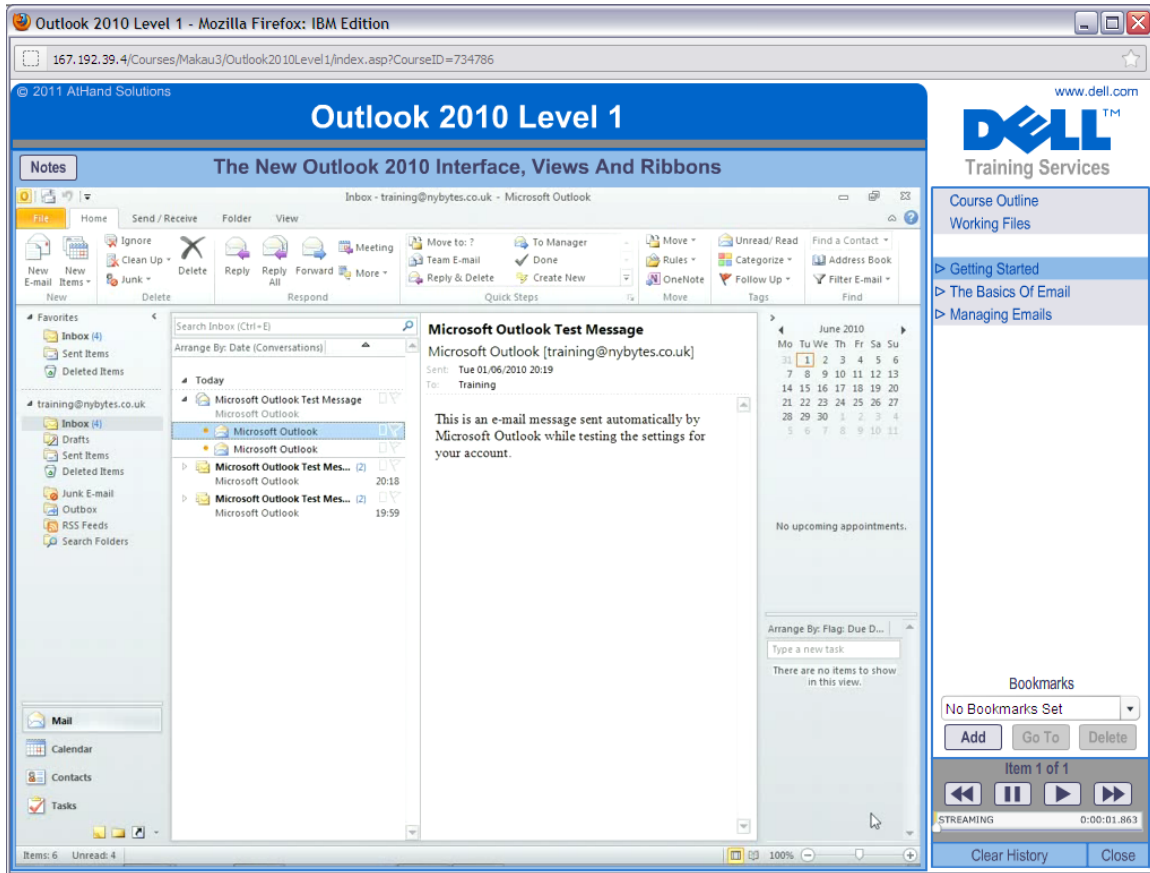 Outlook 2010 Level 1 - Mozilla Firefox: IBM Edition
167.192.39.4/Courses/Makau3/Outlook2010Level1/index.asp?CourseID=734786
© 2011 AtHand Solutions
Outlook 2010 Level 1
www.dell.com
DELL™
Training Services
Notes
The New Outlook 2010 Interface, Views And Ribbons
Inbox - training@nybytes.co.uk - Microsoft Outlook
File Home Send / Receive Folder View
New E-mail
New Items
New
Ignore
Clean Up
Junk
Delete
Delete
Reply
Reply All
Forward
Meeting
More
Respond
Move to: ?
Team E-mail
Reply & Delete
To Manager
Done
Create New
Quick Steps
Move
Rules
OneNote
Move
Unread/ Read
Categorize
Follow Up
Tags
Find a Contact
Address Book
Filter E-mail
Find
Favorites
Inbox (4)
Sent Items
Deleted Items
training@nybytes.co.uk
Inbox (4)
Drafts
Sent Items
Deleted Items
Junk E-mail
Outbox
RSS Feeds
Search Folders
Mail
Calendar
Contacts
Tasks
Search Inbox (Ctrl+E)
Arrange By: Date (Conversations)
Today
Microsoft Outlook Test Message
Microsoft Outlook
Microsoft Outlook
Microsoft Outlook
Microsoft Outlook Test Mes... (2)
Microsoft Outlook 20:18
Microsoft Outlook Test Mes... (2)
Microsoft Outlook 19:59
Microsoft Outlook Test Message
Microsoft Outlook [training@nybytes.co.uk]
Sent: Tue 01/06/2010 20:19
To: Training
This is an e-mail message sent automatically by
Microsoft Outlook while testing the settings for
your account.
June 2010
Mo Tu We Th Fr Sa Su
31 1 2 3 4 5 6
7 8 9 10 11 12 13
14 15 16 17 18 19 20
21 22 23 24 25 26 27
28 29 30 1 2 3 4
5 6 7 8 9 10 11
No upcoming appointments.
Arrange By: Flag: Due D...
Type a new task
There are no items to show
in this view.
Items: 6 Unread: 4
100%
Course Outline
Working Files
Getting Started
The Basics Of Email
Managing Emails
Bookmarks
No Bookmarks Set
Add Go To Delete
Item 1 of 1
STREAMING 0:00:01.863
Clear History Close